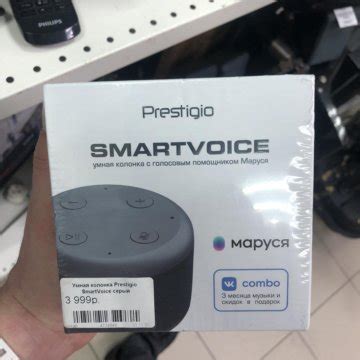 PHILIPS
Prestigio
SMARTVOICE
умная колонка с голосовым помощником Маруся
маруся
combo
3 месяца музыки и
скидок в подарок
Умная колонка Prestigio
SmartVoice серый
3 999р.